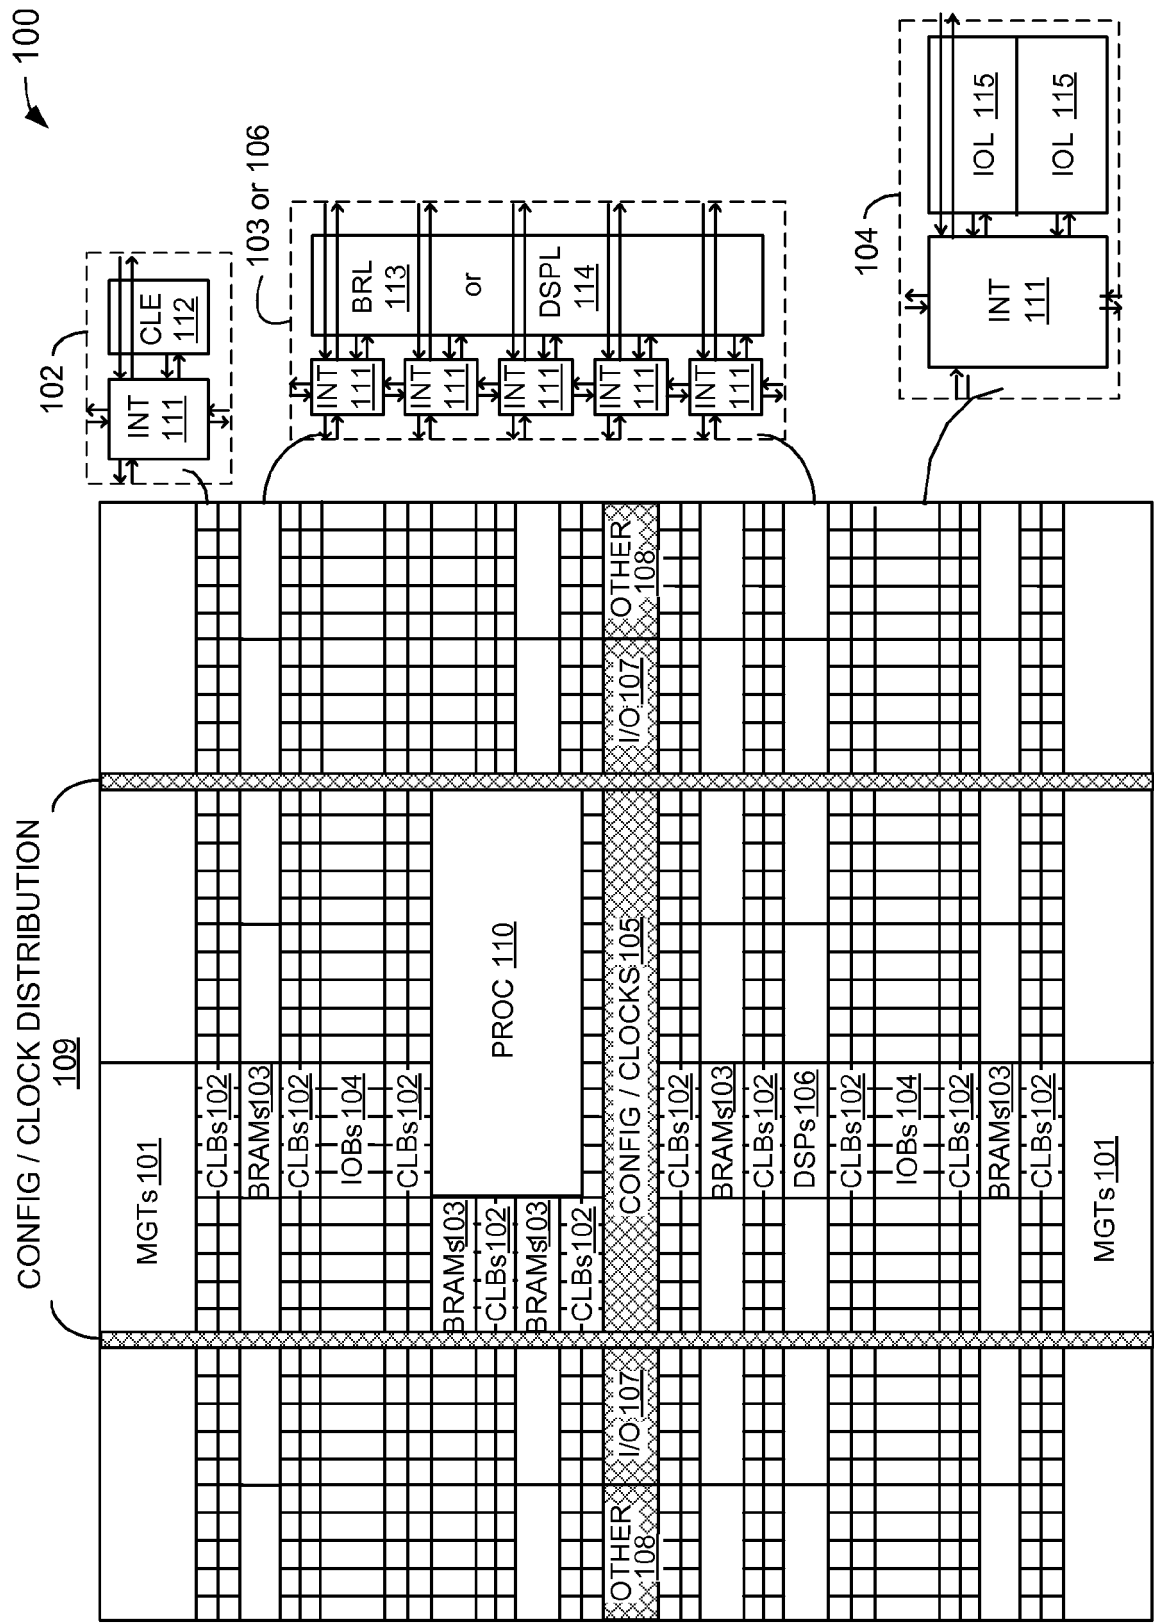 100
CONFIG / CLOCK DISTRIBUTION
109
MGTs 101
CLBs 102
BRAMs 103
CLBs 102
IOBs 104
CLBs 102
BRAMs 103
CLBs 102
BRAMs 103
CLBs 102
PROC 110
OTHER
108
I/O 107
CONFIG / CLOCKS 105
I/O 107
OTHER
108
CLBs 102
BRAMs 103
CLBs 102
DSPs 106
CLBs 102
IOBs 104
CLBs 102
BRAMs 103
CLBs 102
MGTs 101
102
INT
111
CLE
112
103 or 106
INT
111
INT
111
INT
111
INT
111
INT
111
BRL
113
or
DSPL
114
104
INT
111
IOL 115
IOL 115